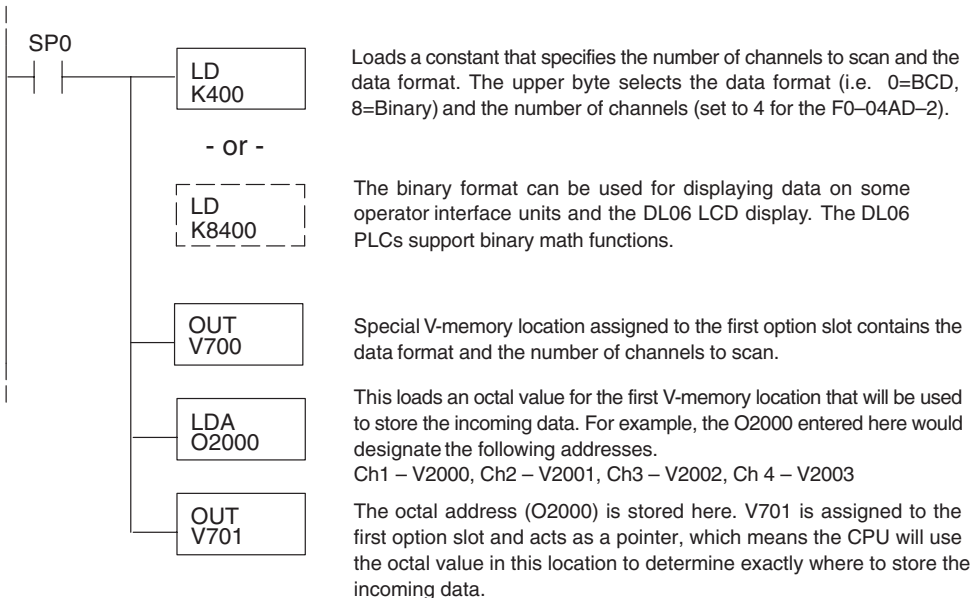 SP0
LD
K400
Loads a constant that specifies the number of channels to scan and the
data format. The upper byte selects the data format (i.e. 0=BCD,
8=Binary) and the number of channels (set to 4 for the F0–04AD–2).
- or -
LD
K8400
The binary format can be used for displaying data on some
operator interface units and the DL06 LCD display. The DL06
PLCs support binary math functions.
OUT
V700
Special V-memory location assigned to the first option slot contains the
data format and the number of channels to scan.
LDA
O2000
This loads an octal value for the first V-memory location that will be used
to store the incoming data. For example, the O2000 entered here would
designate the following addresses.
Ch1 – V2000, Ch2 – V2001, Ch3 – V2002, Ch 4 – V2003
OUT
V701
The octal address (O2000) is stored here. V701 is assigned to the
first option slot and acts as a pointer, which means the CPU will use
the octal value in this location to determine exactly where to store the
incoming data.